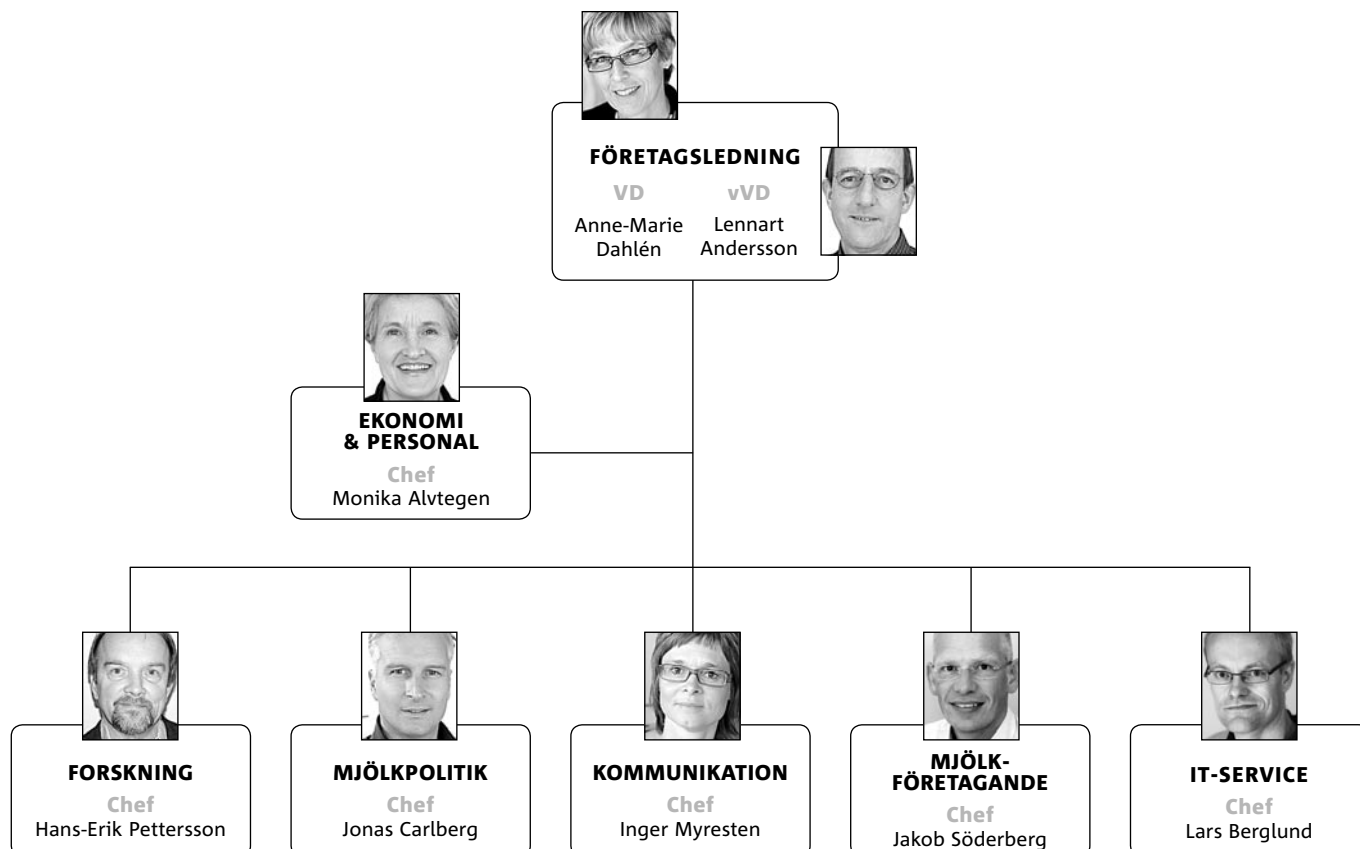 FÖRETAGSLEDNING
VD
Anne-Marie
Dahlén
vVD
Lennart
Andersson
EKONOMI
& PERSONAL
Chef
Monika Alvtegen
FORSKNING
Chef
Hans-Erik Pettersson
MJÖLKPOLITIK
Chef
Jonas Carlberg
KOMMUNIKATION
Chef
Inger Myresten
MJÖLK-
FÖRETAGANDE
Chef
Jakob Söderberg
IT-SERVICE
Chef
Lars Berglund